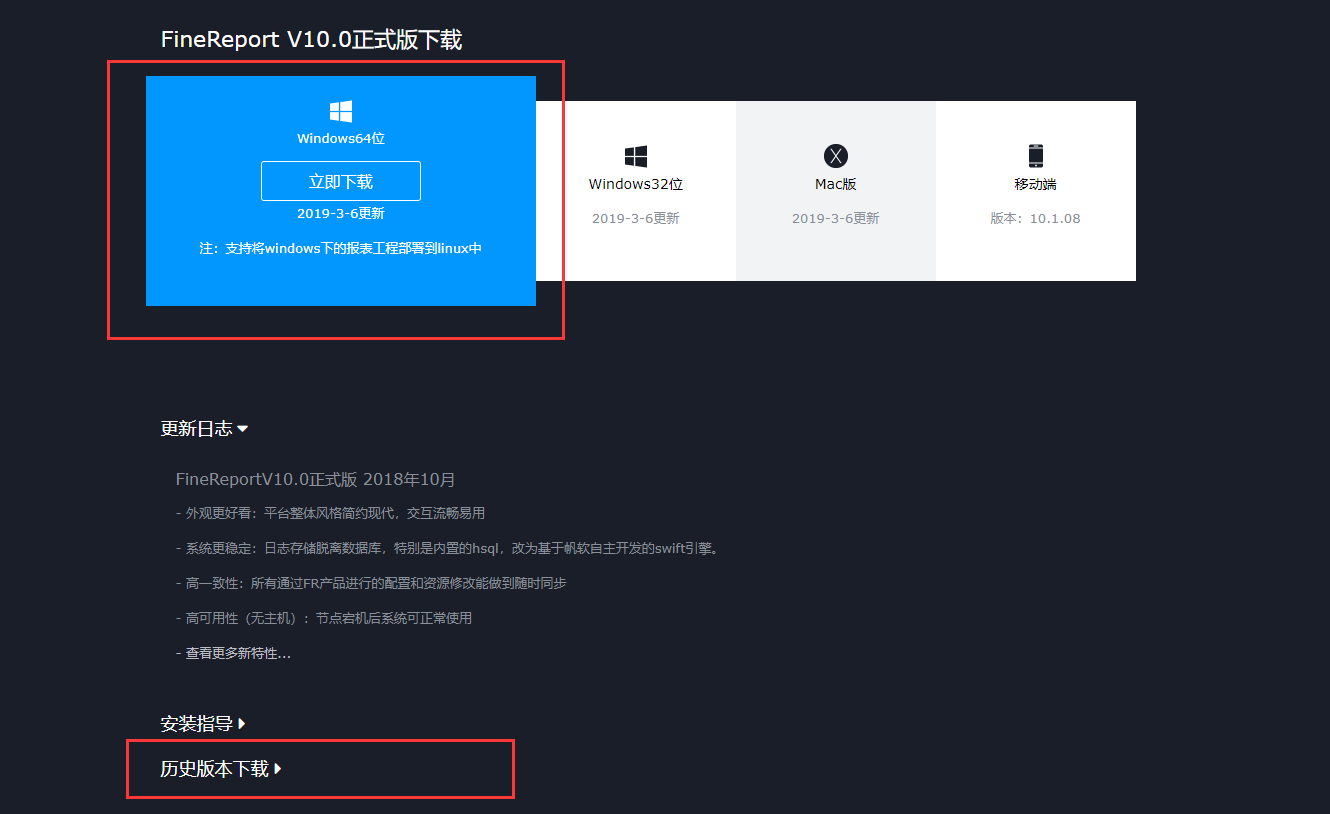 FineReport V10.0正式版下载
Windows64位
立即下载
2019-3-6更新
注：支持将windows下的报表工程部署到linux中
Windows32位
2019-3-6更新
Mac版
2019-3-6更新
移动端
版本：10.1.08
更新日志
FineReportV10.0正式版 2018年10月
- 外观更好看：平台整体风格简约现代，交互流畅易用
- 系统更稳定：日志存储脱离数据库，特别是内置的hsql，改为基于帆软自主开发的swift引擎。
- 高一致性：所有通过FR产品进行的配置和资源修改能做到随时同步
- 高可用性（无主机）：节点宕机后系统可正常使用
- 查看更多新特性...
安装指导
历史版本下载